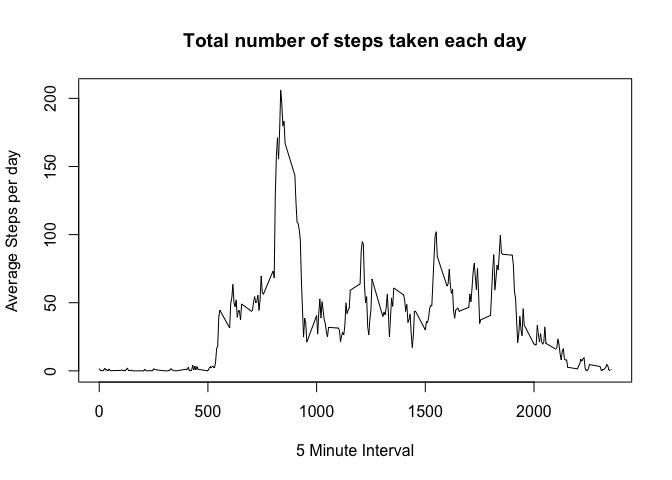 Total number of steps taken each day
Average Steps per day
200
150
100
50
0
0 500 1000 1500 2000
5 Minute Interval